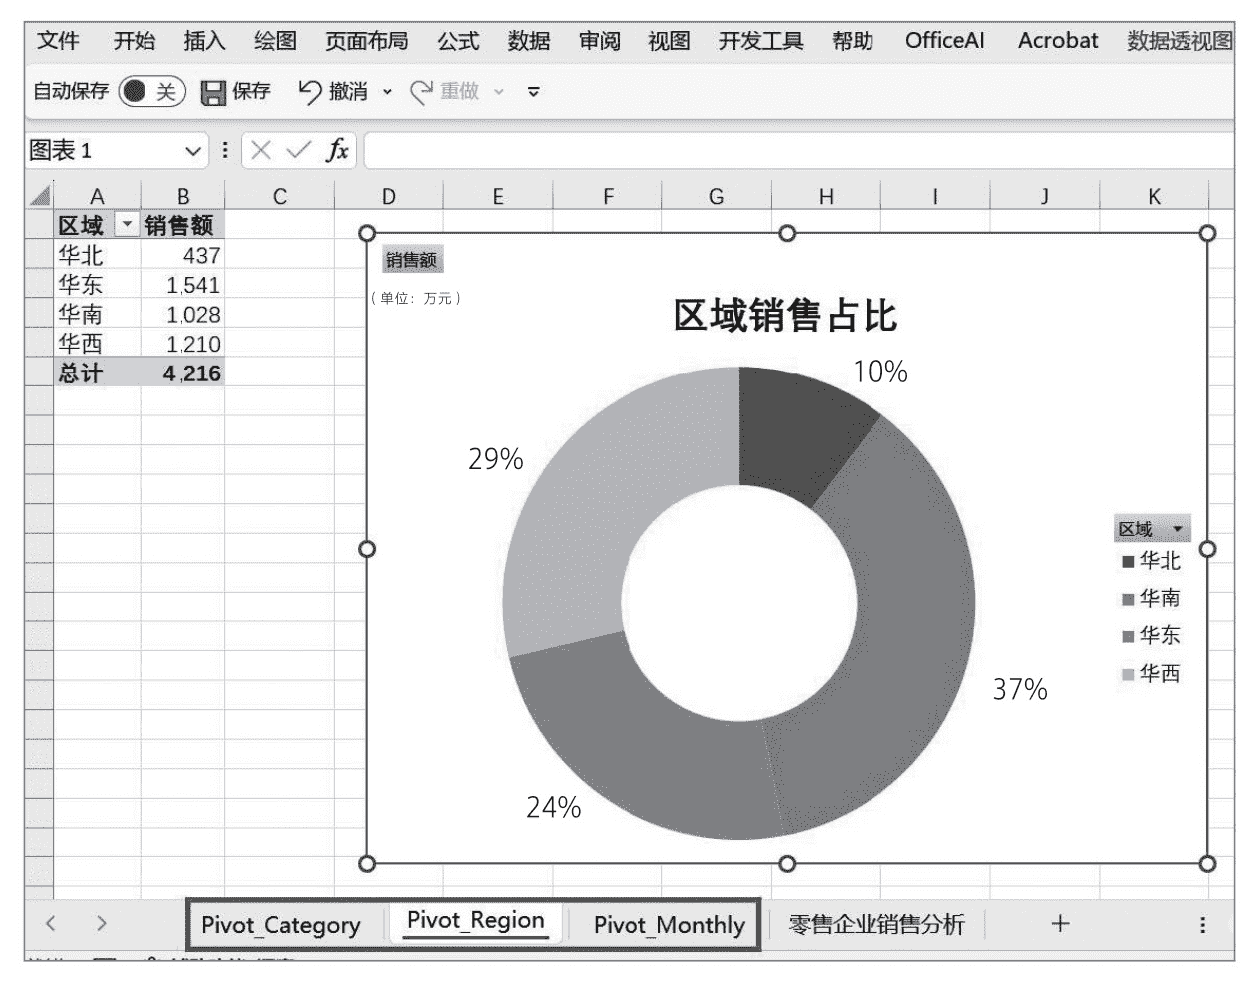 文件 开始 插入 绘图 页面布局 公式 数据 审阅 视图 开发工具 帮助 OfficeAI Acrobat 数据透视图
自动保存 关 保存 撤消 重做
图表 1 fx
A B C D E F G H I J K
区域 销售额
华北 437
华东 1,541
华南 1,028
华西 1,210
总计 4,216
销售额
(单位：万元)
区域销售占比
10%
29%
37%
24%
区域
华北
华南
华东
华西
Pivot_Category Pivot_Region Pivot_Monthly 零售企业销售分析